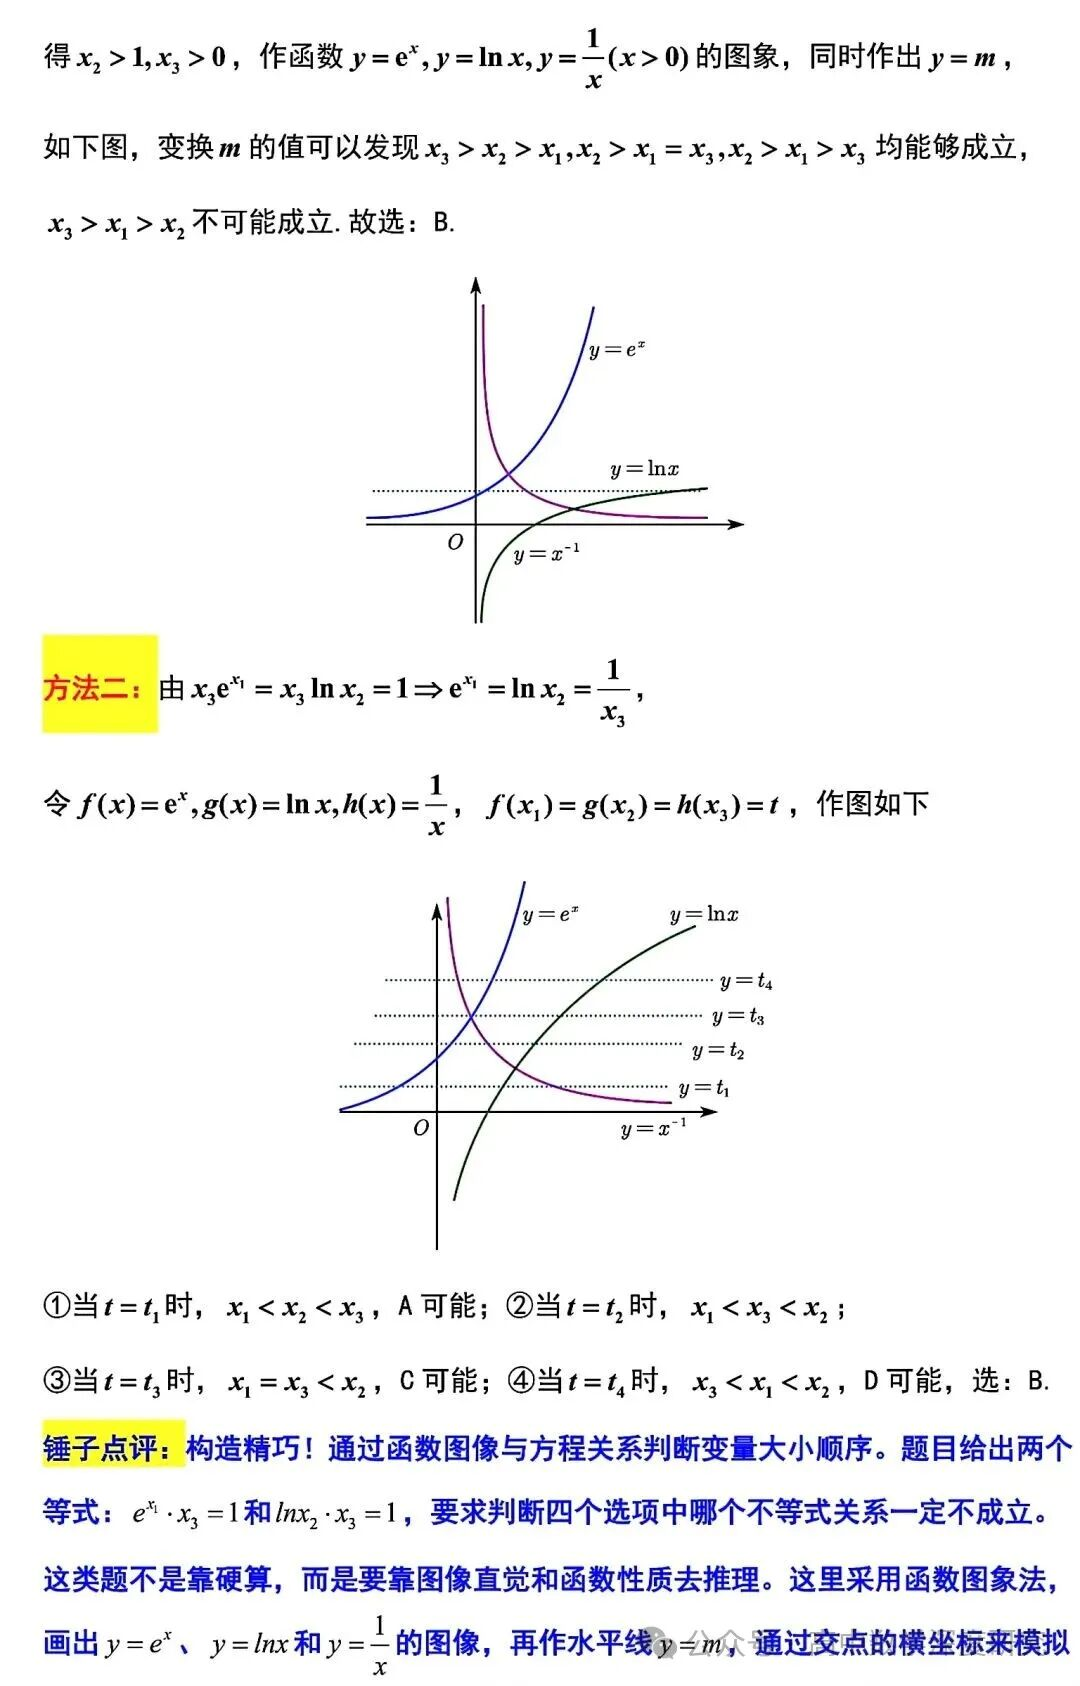 得 x₂ > 1, x₃ > 0，作函数 y = eˣ, y = ln x, y = 1/x (x > 0) 的图象，同时作出 y = m，
如下图，变换 m 的值可以发现 x₃ > x₂ > x₁, x₂ > x₁ = x₃, x₂ > x₁ > x₃ 均能够成立，
x₃ > x₁ > x₂ 不可能成立. 故选：B.
y = eˣ
y = lnx
O
y = x⁻¹
方法二：由 x₃e^(x₁) = x₃ ln x₂ = 1 ⇒ e^(x₁) = ln x₂ = 1/x₃，
令 f(x) = eˣ, g(x) = ln x, h(x) = 1/x， f(x₁) = g(x₂) = h(x₃) = t，作图如下
y = eˣ
y = lnx
y = t₄
y = t₃
y = t₂
y = t₁
O
y = x⁻¹
①当 t = t₁ 时， x₁ < x₂ < x₃，A 可能；②当 t = t₂ 时， x₁ < x₃ < x₂；
③当 t = t₃ 时， x₁ = x₃ < x₂，C 可能；④当 t = t₄ 时， x₃ < x₁ < x₂，D 可能，选：B.
锤子点评：构造精巧！通过函数图像与方程关系判断变量大小顺序。题目给出两个
等式：e^(x₁)·x₃ = 1 和 lnx₂·x₃ = 1，要求判断四个选项中哪个不等式关系一定不成立。
这类题不是靠硬算，而是要靠图像直觉和函数性质去推理。这里采用函数图象法，
画出 y = eˣ、 y = lnx 和 y = 1/x 的图像，再作水平线 y = m，通过交点的横坐标来模拟
公众号